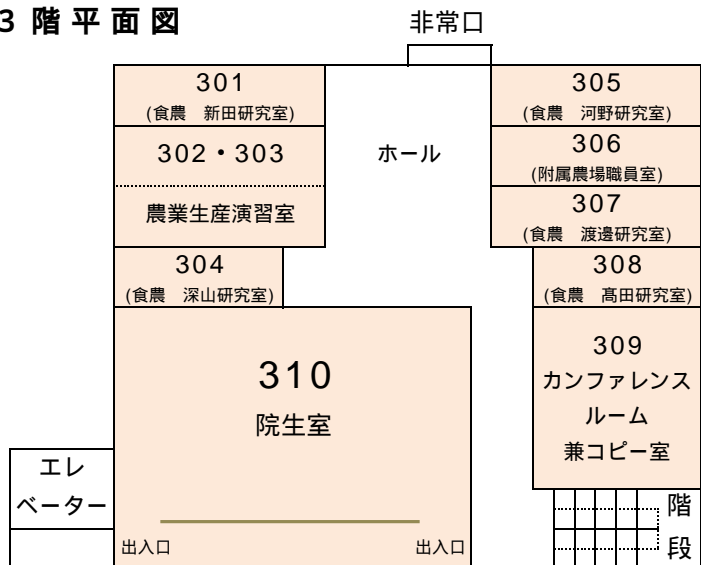 3 階 平 面 図
非常口
301
(食農　新田研究室)
302・303
農業生産演習室
304
(食農　深山研究室)
ホール
305
(食農　河野研究室)
306
(附属農場職員室)
307
(食農　渡邊研究室)
308
(食農　髙田研究室)
309
カンファレンス
ルーム
兼コピー室
310
院生室
エレ
ベーター
出入口
出入口
階
段